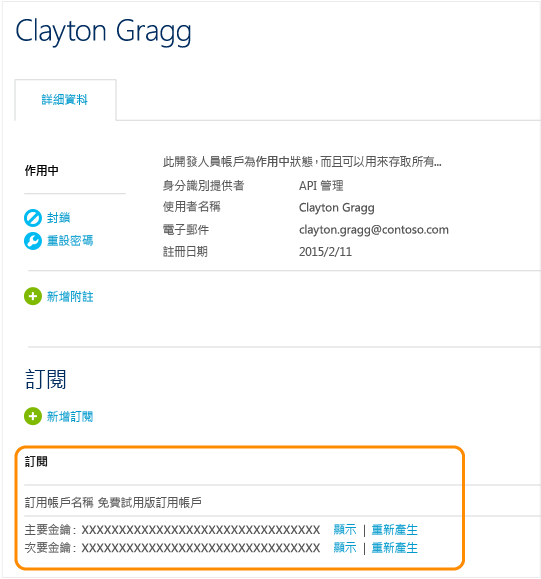 Clayton Gragg
詳細資料
作用中
此開發人員帳戶為作用中狀態，而且可以用來存取所有...
身分識別提供者 API 管理
使用者名稱 Clayton Gragg
電子郵件 clayton.gragg@contoso.com
註冊日期 2015/2/11
封鎖
重設密碼
新增附註
訂閱
新增訂閱
訂閱
訂用帳戶名稱 免費試用版訂用帳戶
主要金鑰： XXXXXXXXXXXXXXXXXXXXXXXXXXXXXXXX 顯示 | 重新產生
次要金鑰： XXXXXXXXXXXXXXXXXXXXXXXXXXXXXXXX 顯示 | 重新產生